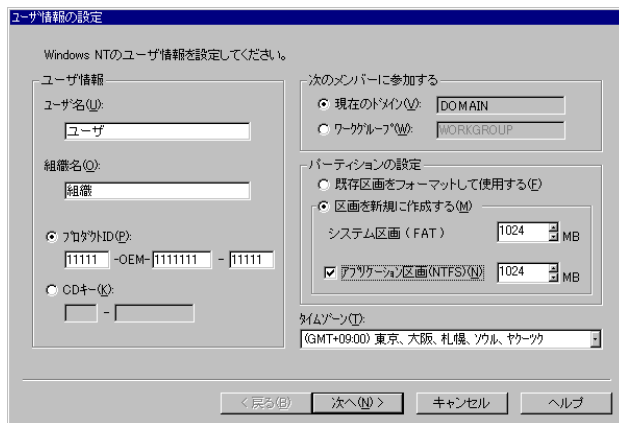 ユーザ情報の設定
Windows NTのユーザ情報を設定してください。
ユーザ情報
ユーザ名(U):
ユーザ
組織名(O):
組織
プロダクトID(P):
11111 -OEM- 1111111 - 11111
CDキー(K):
-
次のメンバーに参加する
現在のドメイン(V): DOMAIN
ワークグループ(W): WORKGROUP
パーティションの設定
既存区画をフォーマットして使用する(F)
区画を新規に作成する(M)
システム区画(FAT) 1024 MB
アプリケーション区画(NTFS)(N) 1024 MB
タイムゾーン(T):
(GMT+09:00) 東京、大阪、札幌、ソウル、ヤクーツク
< 戻る(B) 次へ(N) > キャンセル ヘルプ